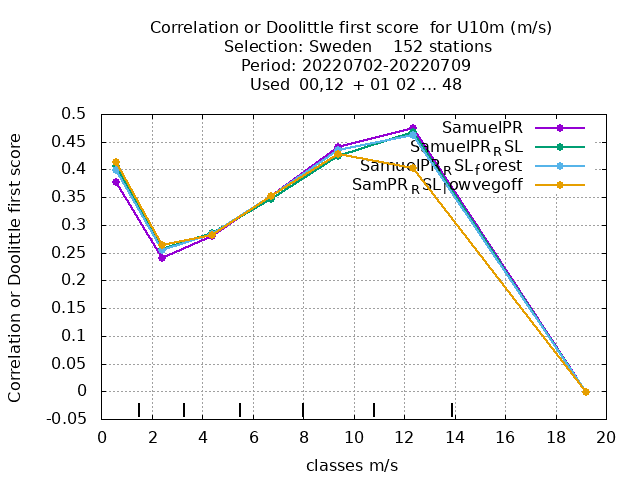 Correlation or Doolittle first score  for U10m (m/s)
Selection: Sweden    152 stations
Period: 20220702-20220709
Used  00,12  + 01 02 ... 48
Correlation or Doolittle first score
0.5
0.45
0.4
0.35
0.3
0.25
0.2
0.15
0.1
0.05
0
-0.05
SamuelPR
SamuelPR_RSL
SamuelPR_RSL_forest
SamPR_RSL_lowvegoff
0 2 4 6 8 10 12 14 16 18 20
classes m/s